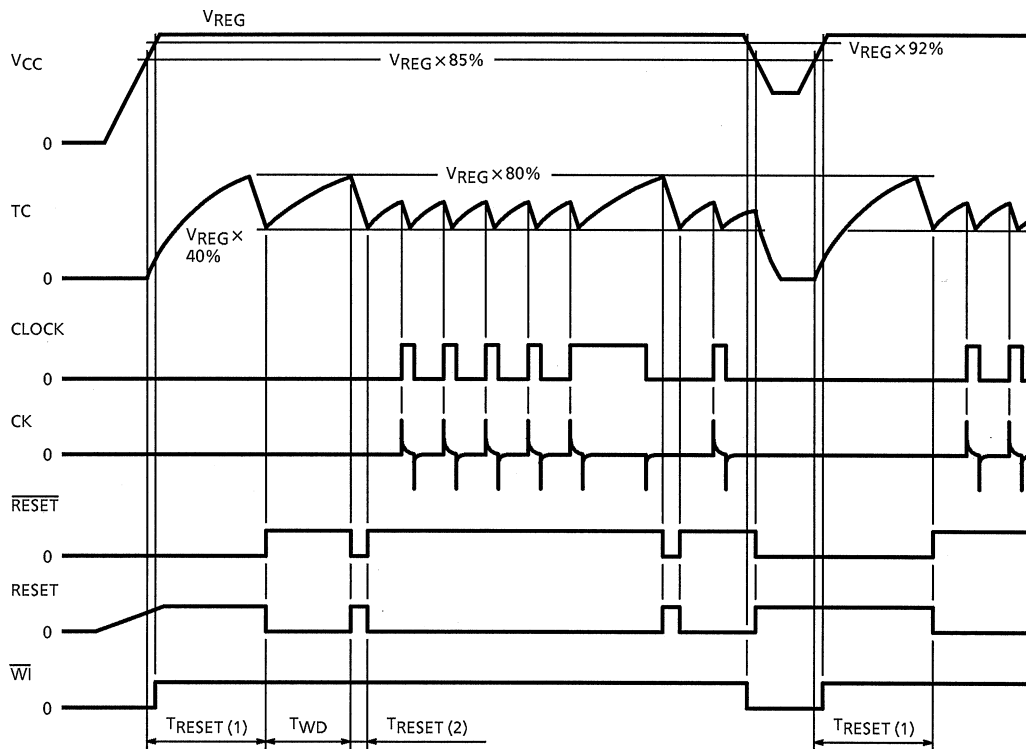 VREG
VCC
VREG×85%
VREG×92%
0
VREG×80%
TC
VREG×
40%
0
CLOCK
0
CK
0
RESET
0
RESET
0
WI
0
TRESET (1)
TWD
TRESET (2)
TRESET (1)